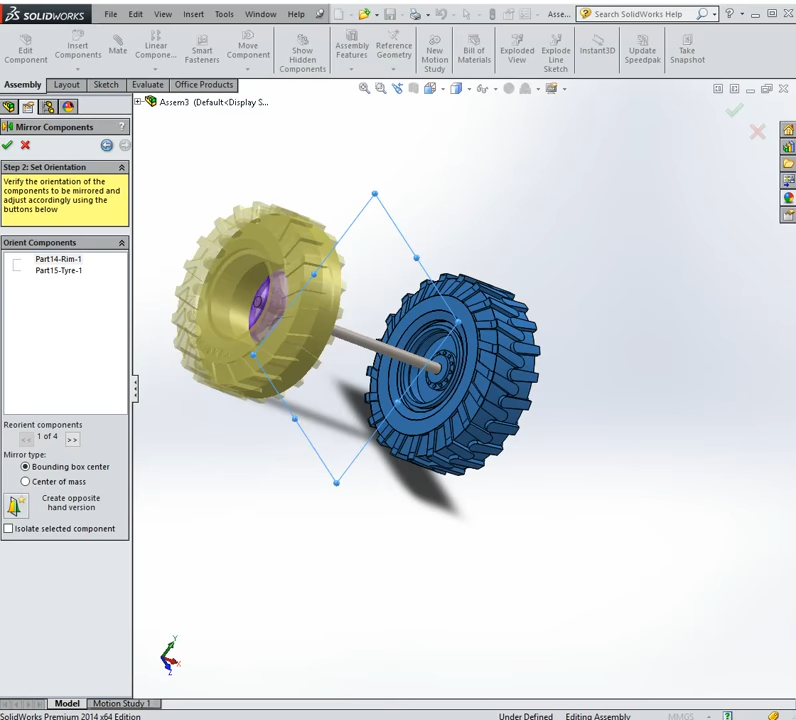 SOLIDWORKS File Edit View Insert Tools Window Help Asse... Search SolidWorks Help
Edit Component
Insert Components
Mate
Linear Compone...
Smart Fasteners
Move Component
Show Hidden Components
Assembly Features
Reference Geometry
New Motion Study
Bill of Materials
Exploded View
Explode Line Sketch
Instant3D
Update Speedpak
Take Snapshot
Assembly Layout Sketch Evaluate Office Products
Assem3 (Default<Display S...
Mirror Components ?
Step 2: Set Orientation
Verify the orientation of the
components to be mirrored and
adjust accordingly using the
buttons below
Orient Components
Part14-Rim-1
Part15-Tyre-1
Reorient components
<< 1 of 4 >>
Mirror type:
Bounding box center
Center of mass
Create opposite
hand version
Isolate selected component
Y
X
Z
Model Motion Study 1
SolidWorks Premium 2014 x64 Edition Under Defined Editing Assembly MMGS - ?